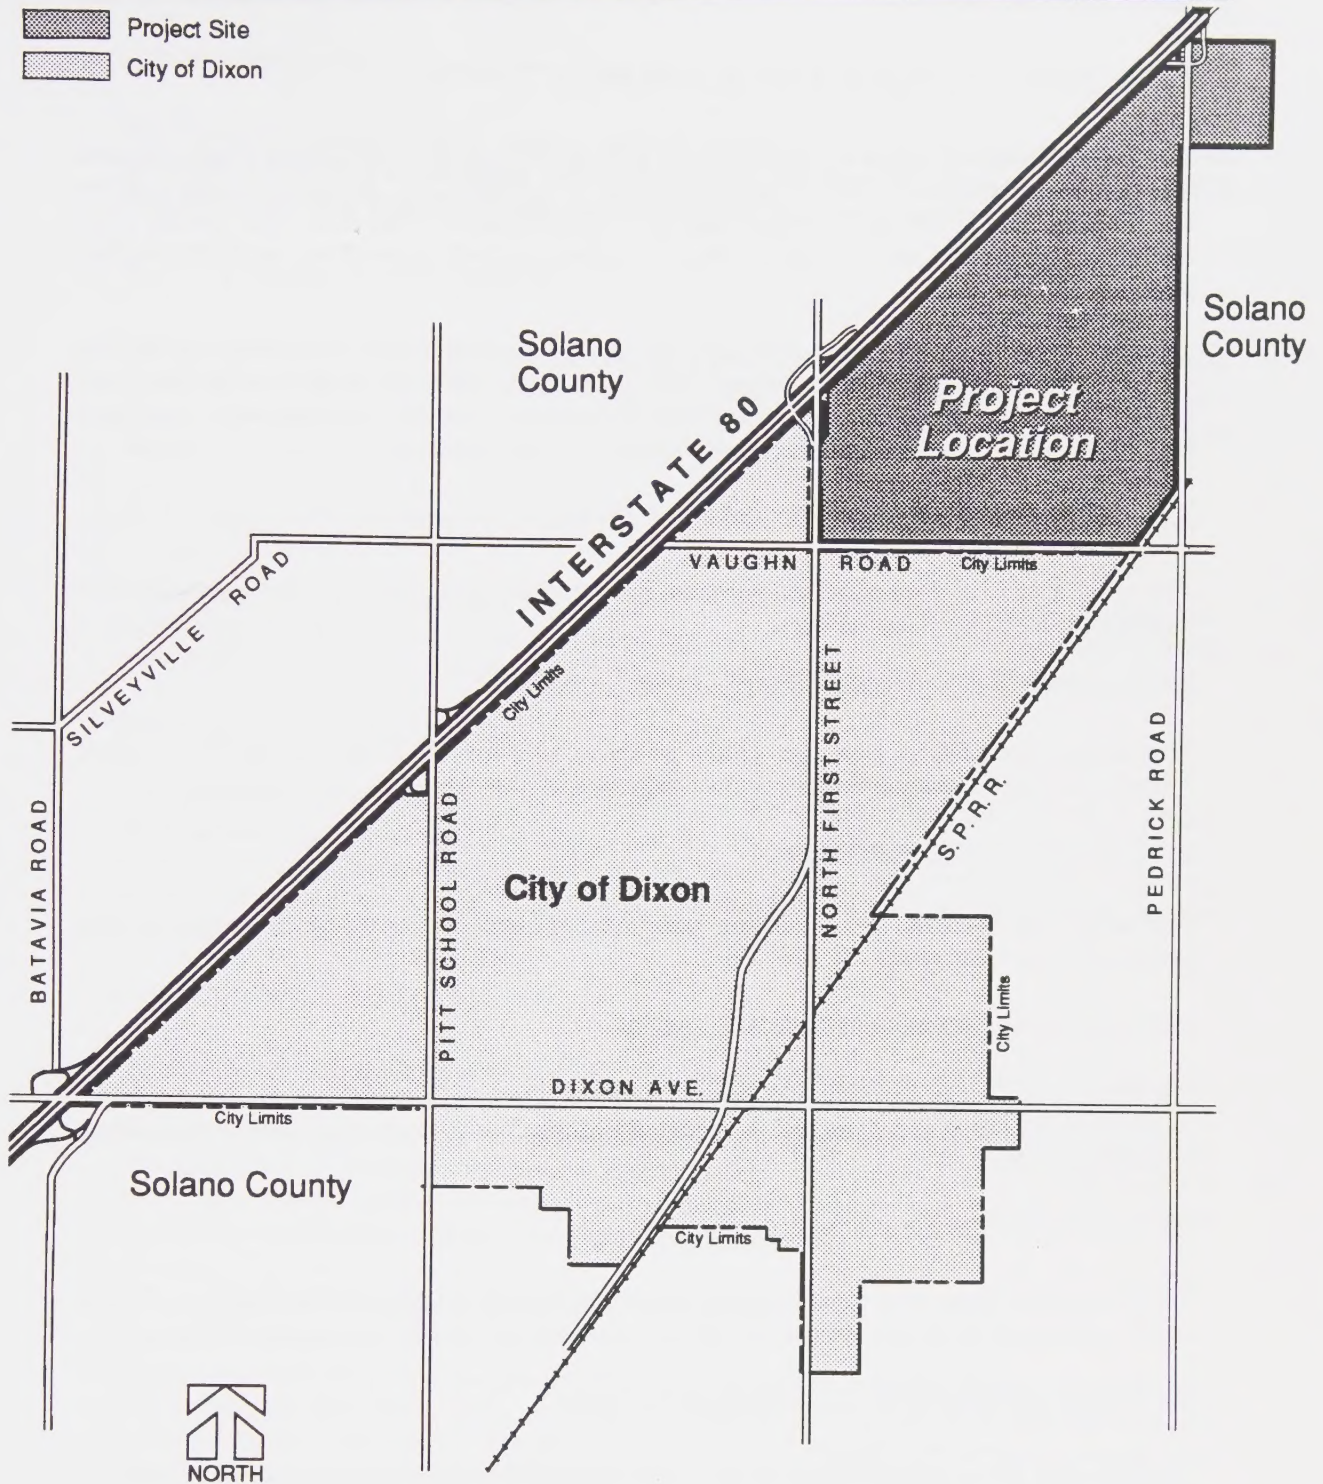 Project Site
City of Dixon
Solano
County
Solano
County
Project
Location
INTERSTATE 80
VAUGHN ROAD
City Limits
SILVEYVILLE ROAD
City Limits
BATAVIA ROAD
PITT SCHOOL ROAD
City of Dixon
NORTH FIRST STREET
S. P. R. R.
PEDRICK ROAD
City Limits
DIXON AVE.
City Limits
Solano County
City Limits
NORTH